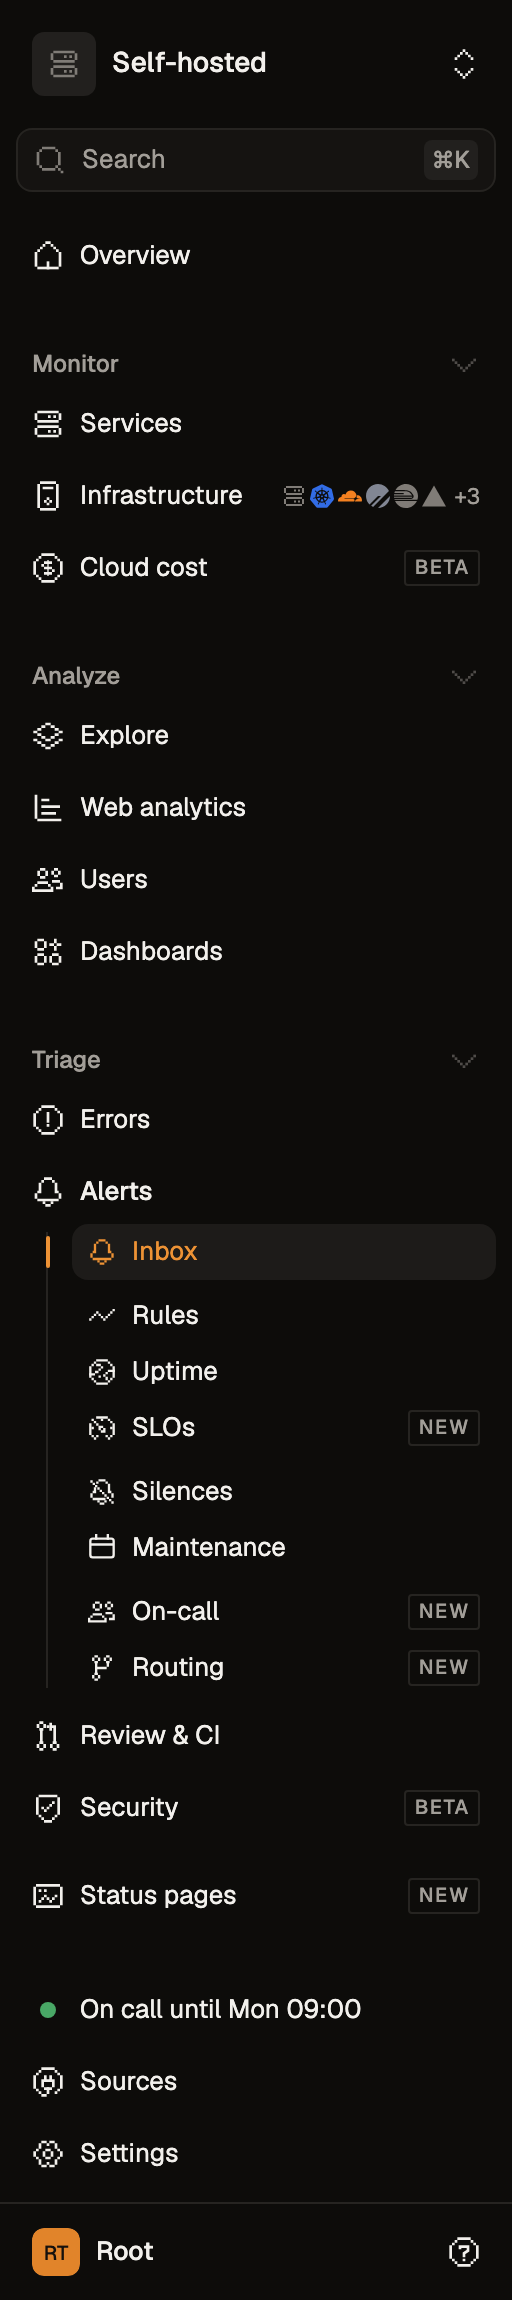 Self-hosted
Search ⌘K
Overview
Monitor
Services
Infrastructure +3
Cloud cost BETA
Analyze
Explore
Web analytics
Users
Dashboards
Triage
Errors
Alerts
Inbox
Rules
Uptime
SLOs NEW
Silences
Maintenance
On-call NEW
Routing NEW
Review & CI
Security BETA
Status pages NEW
On call until Mon 09:00
Sources
Settings
RT Root